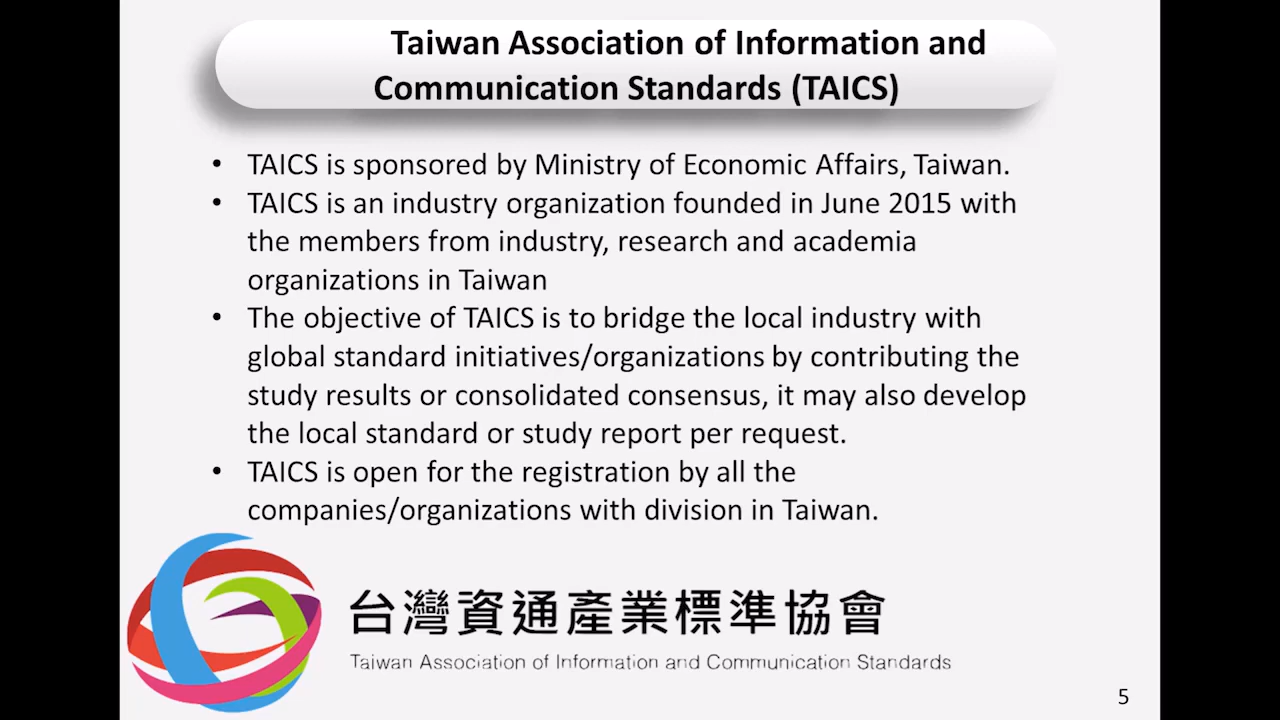 Taiwan Association of Information and
Communication Standards (TAICS)
• TAICS is sponsored by Ministry of Economic Affairs, Taiwan.
• TAICS is an industry organization founded in June 2015 with
the members from industry, research and academia
organizations in Taiwan
• The objective of TAICS is to bridge the local industry with
global standard initiatives/organizations by contributing the
study results or consolidated consensus, it may also develop
the local standard or study report per request.
• TAICS is open for the registration by all the
companies/organizations with division in Taiwan.
台灣資通產業標準協會
Taiwan Association of Information and Communication Standards
5